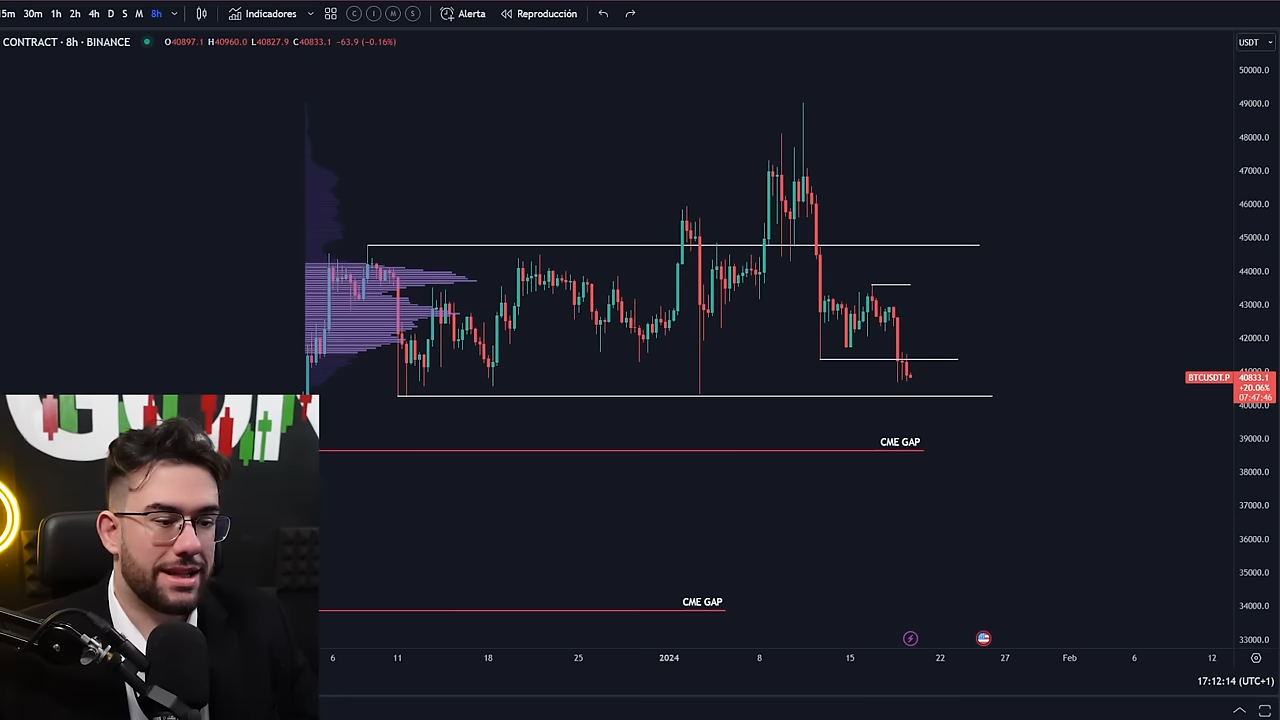 15m 30m 1h 2h 4h D S M 8h Indicadores C I M S Alerta Reproducción
CONTRACT · 8h · BINANCE O40897.1 H40960.0 L40827.9 C40833.1 −63.9 (−0.16%)
USDT
50000.0
49000.0
48000.0
47000.0
46000.0
45000.0
44000.0
43000.0
42000.0
BTCUSDT.P 40833.1
+20.06%
07:47:46
40000.0
39000.0
CME GAP
38000.0
37000.0
36000.0
35000.0
CME GAP
34000.0
33000.0
6 11 18 25 2024 8 15 22 27 Feb 6 12
17:12:14 (UTC+1)